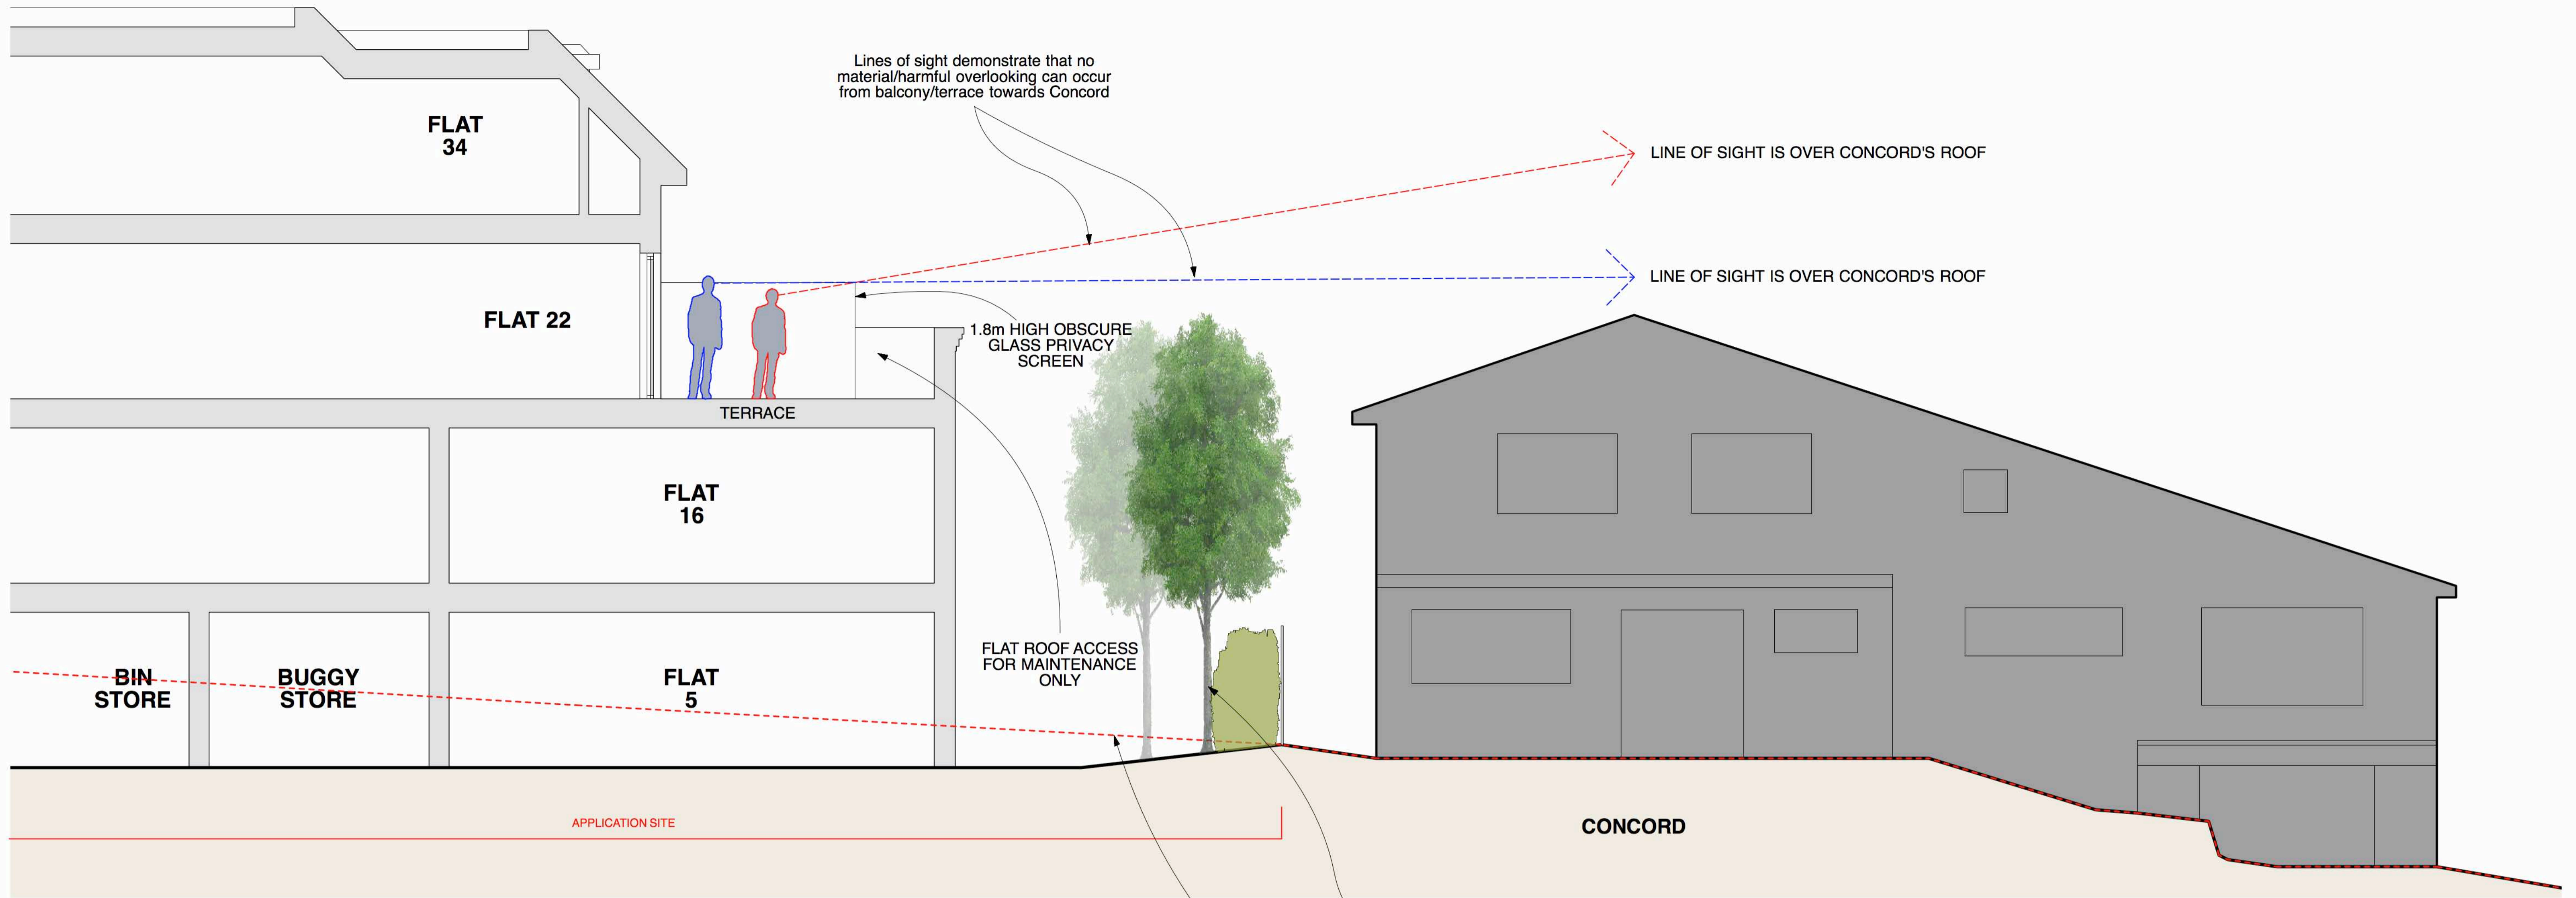 Lines of sight demonstrate that no
material/harmful overlooking can occur
from balcony/terrace towards Concord
FLAT
34
LINE OF SIGHT IS OVER CONCORD'S ROOF
LINE OF SIGHT IS OVER CONCORD'S ROOF
FLAT 22
1.8m HIGH OBSCURE
GLASS PRIVACY
SCREEN
TERRACE
FLAT
16
FLAT ROOF ACCESS
FOR MAINTENANCE
ONLY
BIN
STORE
BUGGY
STORE
FLAT
5
APPLICATION SITE
CONCORD